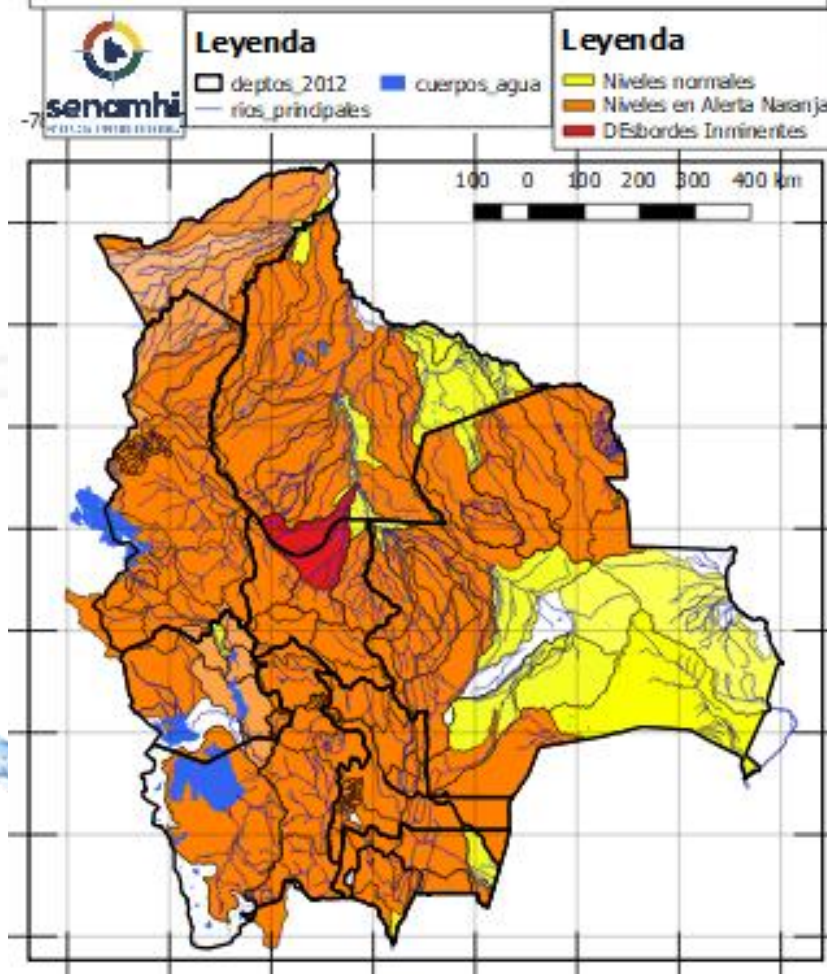 senamhi
Leyenda
deptos_2012
cuerpos_agua
rios_principales
Leyenda
Niveles normales
Niveles en Alerta Naranja
DEsbordes Inminentes
100 0 100 200 300 400 km